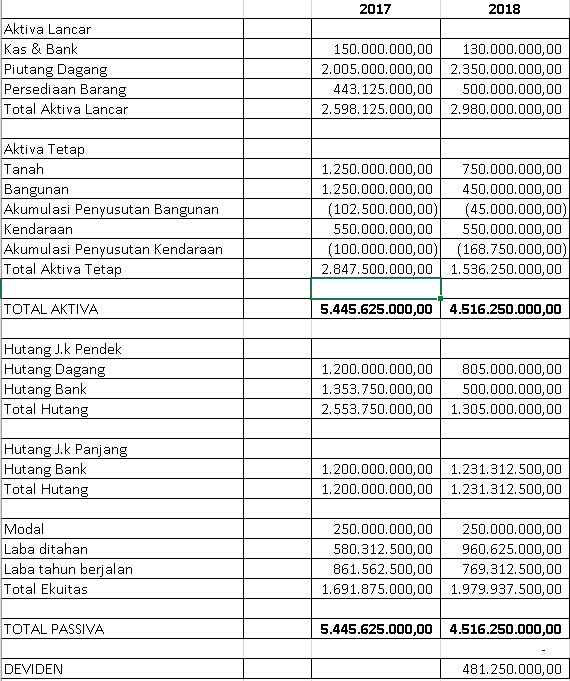 2017 2018
Aktiva Lancar
Kas & Bank 150.000.000,00 130.000.000,00
Piutang Dagang 2.005.000.000,00 2.350.000.000,00
Persediaan Barang 443.125.000,00 500.000.000,00
Total Aktiva Lancar 2.598.125.000,00 2.980.000.000,00
Aktiva Tetap
Tanah 1.250.000.000,00 750.000.000,00
Bangunan 1.250.000.000,00 450.000.000,00
Akumulasi Penyusutan Bangunan (102.500.000,00) (45.000.000,00)
Kendaraan 550.000.000,00 550.000.000,00
Akumulasi Penyusutan Kendaraan (100.000.000,00) (168.750.000,00)
Total Aktiva Tetap 2.847.500.000,00 1.536.250.000,00
TOTAL AKTIVA 5.445.625.000,00 4.516.250.000,00
Hutang J.k Pendek
Hutang Dagang 1.200.000.000,00 805.000.000,00
Hutang Bank 1.353.750.000,00 500.000.000,00
Total Hutang 2.553.750.000,00 1.305.000.000,00
Hutang J.k Panjang
Hutang Bank 1.200.000.000,00 1.231.312.500,00
Total Hutang 1.200.000.000,00 1.231.312.500,00
Modal 250.000.000,00 250.000.000,00
Laba ditahan 580.312.500,00 960.625.000,00
Laba tahun berjalan 861.562.500,00 769.312.500,00
Total Ekuitas 1.691.875.000,00 1.979.937.500,00
TOTAL PASSIVA 5.445.625.000,00 4.516.250.000,00
-
DEVIDEN 481.250.000,00